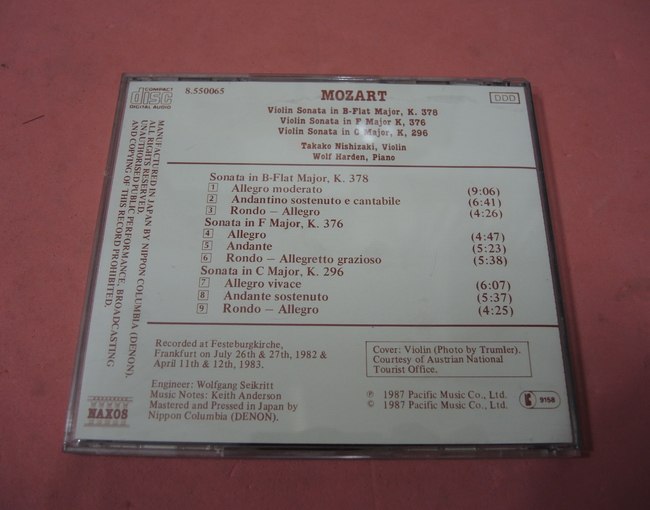 COMPACT
disc
DIGITAL AUDIO
8.550065
MOZART
DDD
Violin Sonata in B-Flat Major, K. 378
Violin Sonata in F Major K, 376
Violin Sonata in C Major, K, 296
Takako Nishizaki, Violin
Wolf Harden, Piano
MANUFACTURED IN JAPAN BY NIPPON COLUMBIA (DENON).
ALL RIGHTS RESERVED.
UNAUTHORISED PUBLIC PERFORMANCE, BROADCASTING
AND COPYING OF THIS RECORD PROHIBITED.
Sonata in B-Flat Major, K. 378
1 Allegro moderato (9:06)
2 Andantino sostenuto e cantabile (6:41)
3 Rondo – Allegro (4:26)
Sonata in F Major, K. 376
4 Allegro (4:47)
5 Andante (5:23)
6 Rondo – Allegretto grazioso (5:38)
Sonata in C Major, K. 296
7 Allegro vivace (6:07)
8 Andante sostenuto (5:37)
9 Rondo – Allegro (4:25)
Recorded at Festeburgkirche,
Frankfurt on July 26th & 27th, 1982 &
April 11th & 12th, 1983.
Cover: Violin (Photo by Trumler).
Courtesy of Austrian National
Tourist Office.
Engineer: Wolfgang Seikritt
Music Notes: Keith Anderson
Mastered and Pressed in Japan by
Nippon Columbia (DENON).
℗ 1987 Pacific Music Co., Ltd.
© 1987 Pacific Music Co., Ltd.
9158
NAXOS